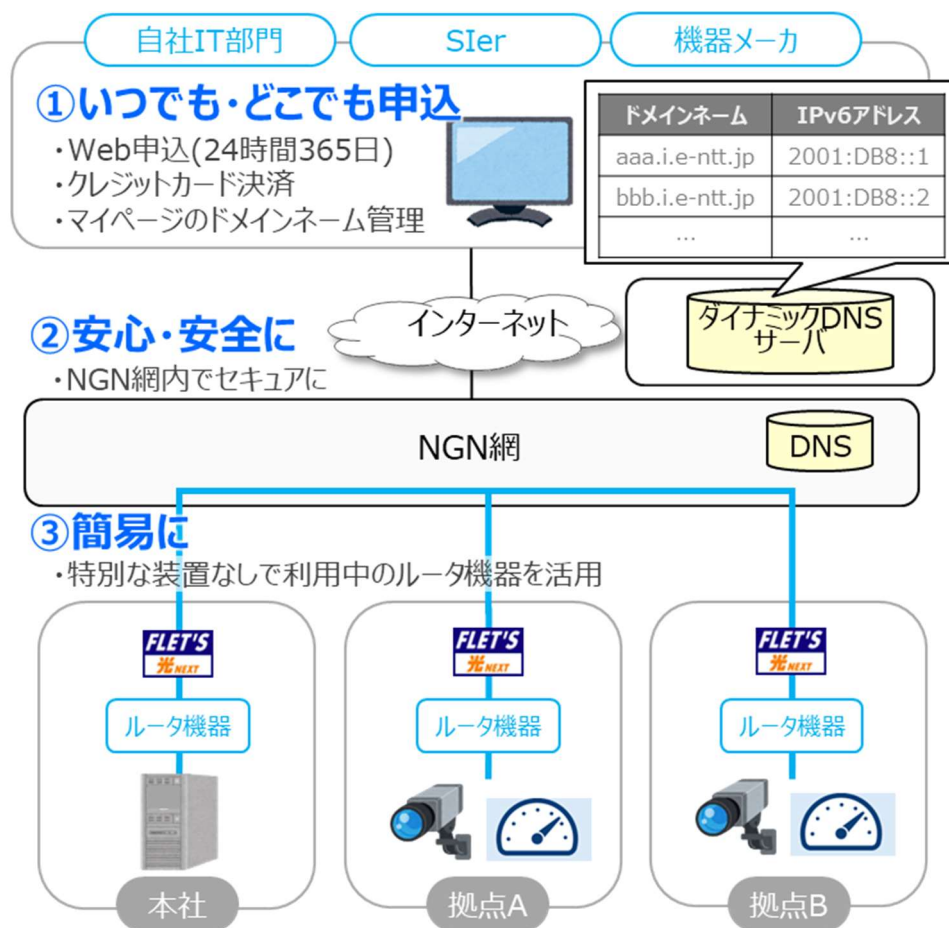 自社IT部門
SIer
機器メーカ
①いつでも・どこでも申込
・Web申込(24時間365日)
・クレジットカード決済
・マイページのドメインネーム管理
ドメインネーム IPv6アドレス
aaa.i.e-ntt.jp 2001:DB8::1
bbb.i.e-ntt.jp 2001:DB8::2
… …
インターネット
ダイナミックDNS
サーバ
②安心・安全に
・NGN網内でセキュアに
NGN網
DNS
③簡易に
・特別な装置なしで利用中のルータ機器を活用
FLET'S
光NEXT
FLET'S
光NEXT
FLET'S
光NEXT
ルータ機器
ルータ機器
ルータ機器
本社
拠点A
拠点B